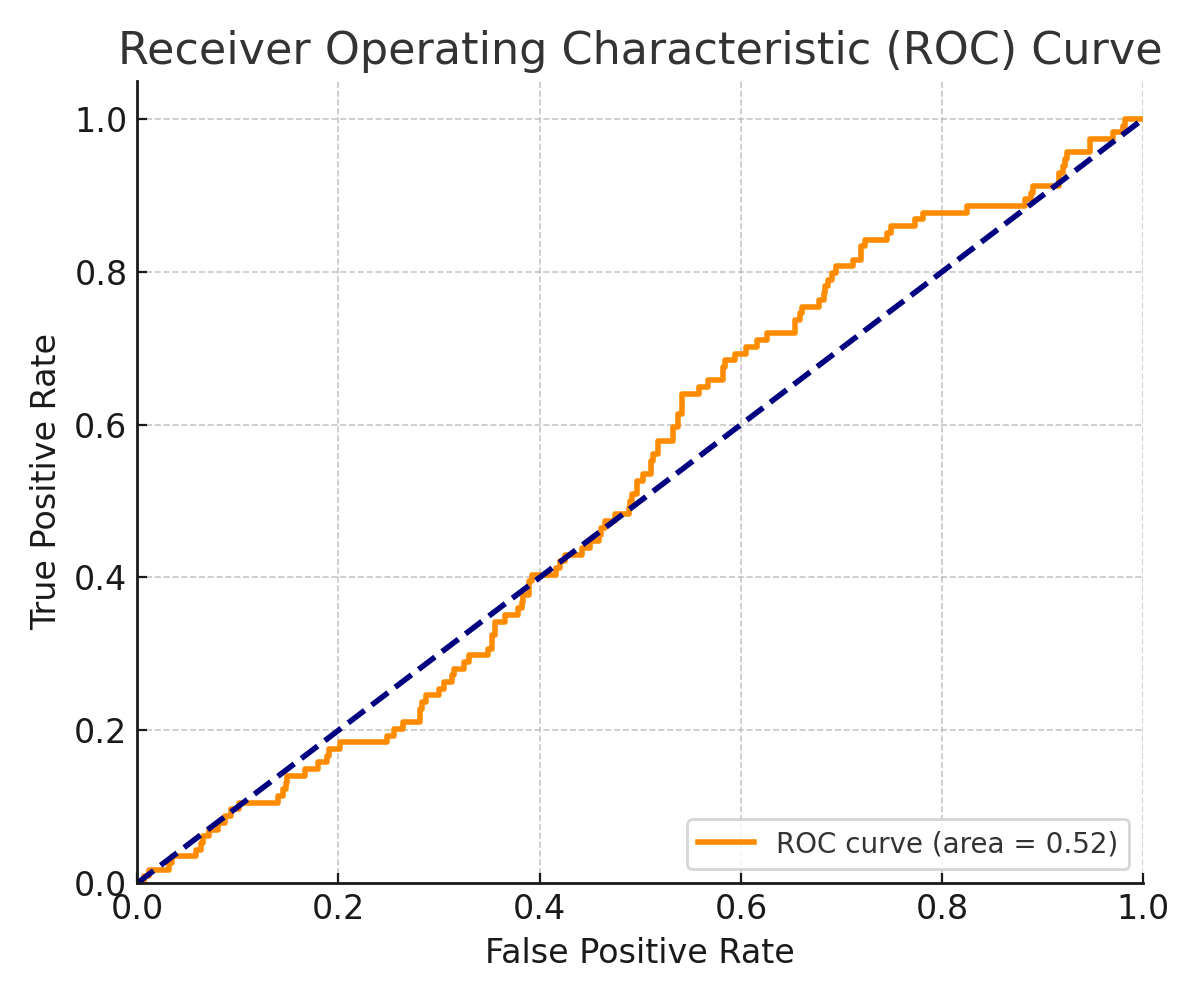 Receiver Operating Characteristic (ROC) Curve
1.0
0.8
0.6
0.4
0.2
0.0
True Positive Rate
ROC curve (area = 0.52)
0.0 0.2 0.4 0.6 0.8 1.0
False Positive Rate